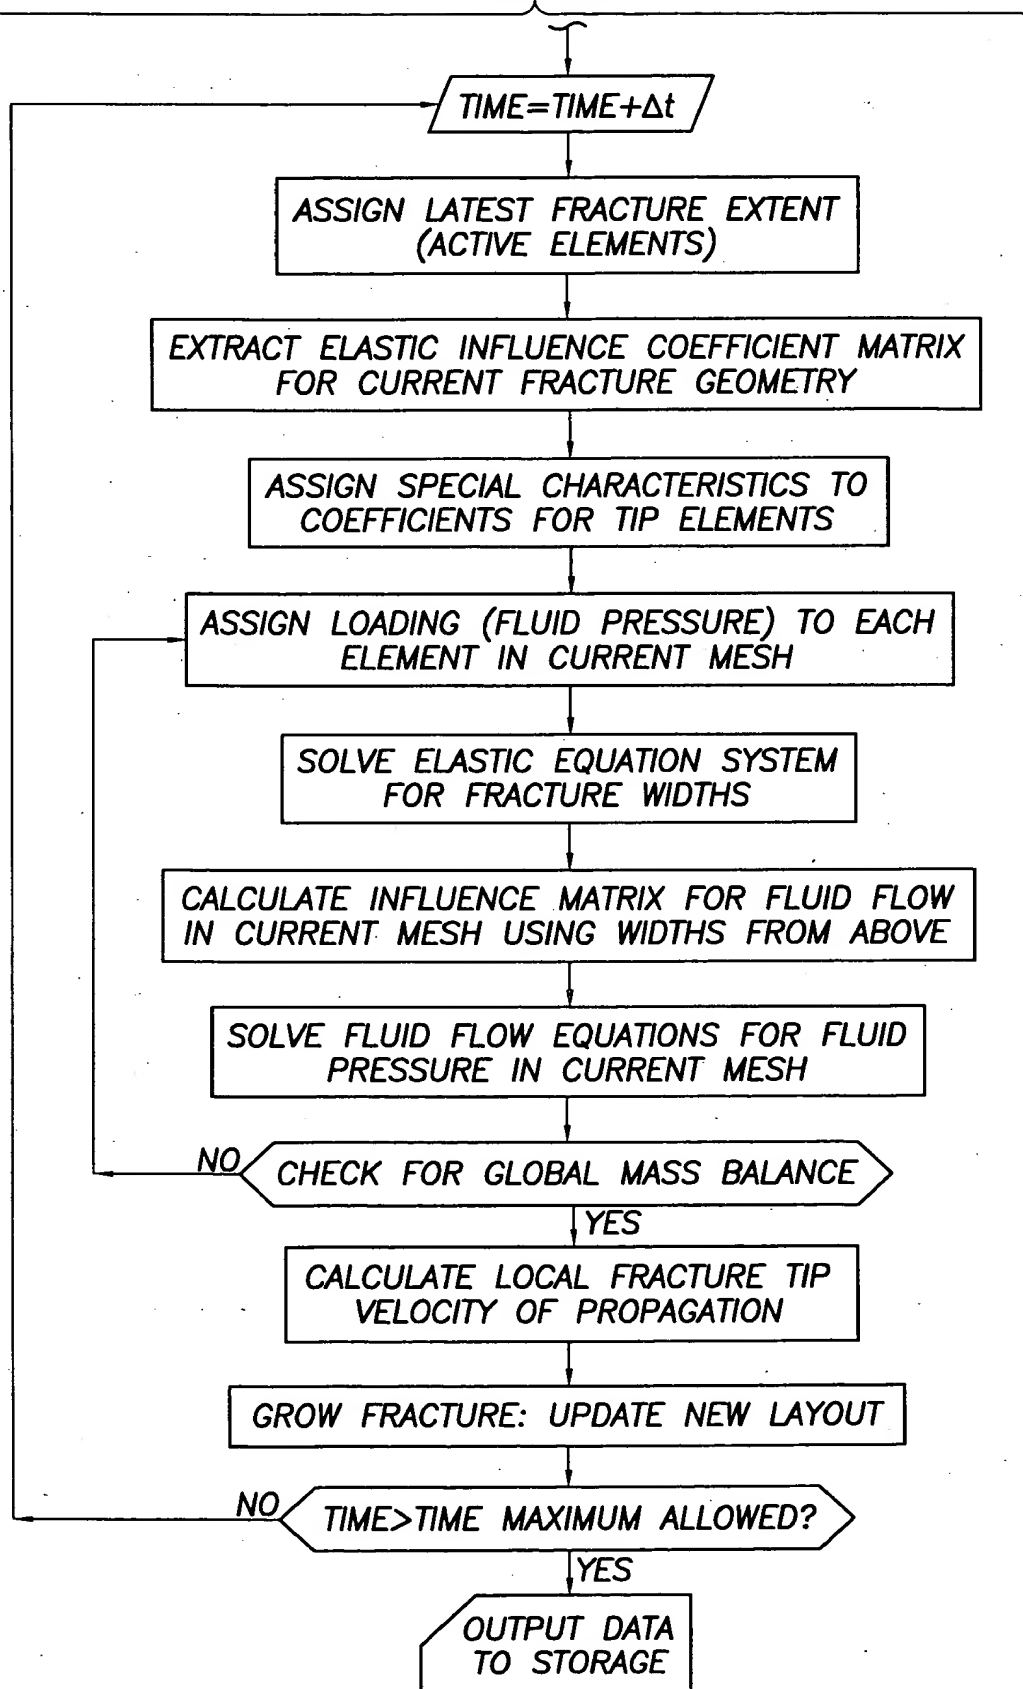 TIME=TIME+Δt
ASSIGN LATEST FRACTURE EXTENT
(ACTIVE ELEMENTS)
EXTRACT ELASTIC INFLUENCE COEFFICIENT MATRIX
FOR CURRENT FRACTURE GEOMETRY
ASSIGN SPECIAL CHARACTERISTICS TO
COEFFICIENTS FOR TIP ELEMENTS
ASSIGN LOADING (FLUID PRESSURE) TO EACH
ELEMENT IN CURRENT MESH
SOLVE ELASTIC EQUATION SYSTEM
FOR FRACTURE WIDTHS
CALCULATE INFLUENCE MATRIX FOR FLUID FLOW
IN CURRENT MESH USING WIDTHS FROM ABOVE
SOLVE FLUID FLOW EQUATIONS FOR FLUID
PRESSURE IN CURRENT MESH
NO
CHECK FOR GLOBAL MASS BALANCE
YES
CALCULATE LOCAL FRACTURE TIP
VELOCITY OF PROPAGATION
GROW FRACTURE: UPDATE NEW LAYOUT
NO
TIME>TIME MAXIMUM ALLOWED?
YES
OUTPUT DATA
TO STORAGE